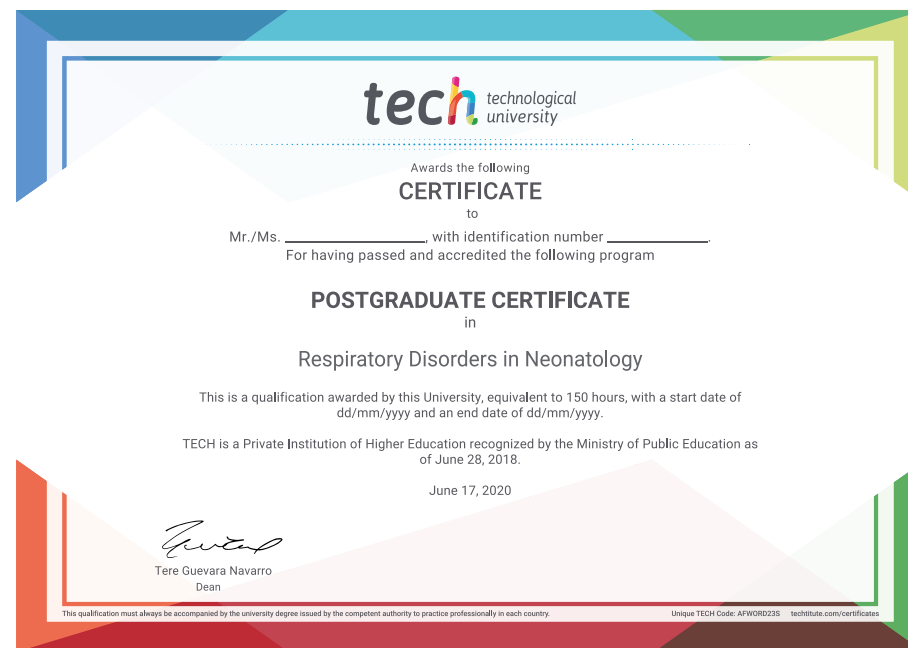 tech technological
university
Awards the following
CERTIFICATE
to
Mr./Ms. ____________________, with identification number ______________.
For having passed and accredited the following program
POSTGRADUATE CERTIFICATE
in
Respiratory Disorders in Neonatology
This is a qualification awarded by this University, equivalent to 150 hours, with a start date of
dd/mm/yyyy and an end date of dd/mm/yyyy.
TECH is a Private Institution of Higher Education recognized by the Ministry of Public Education as
of June 28, 2018.
June 17, 2020
Tere Guevara Navarro
Dean
This qualification must always be accompanied by the university degree issued by the competent authority to practice professionally in each country. Unique TECH Code: AFWORD23S techtitute.com/certificates